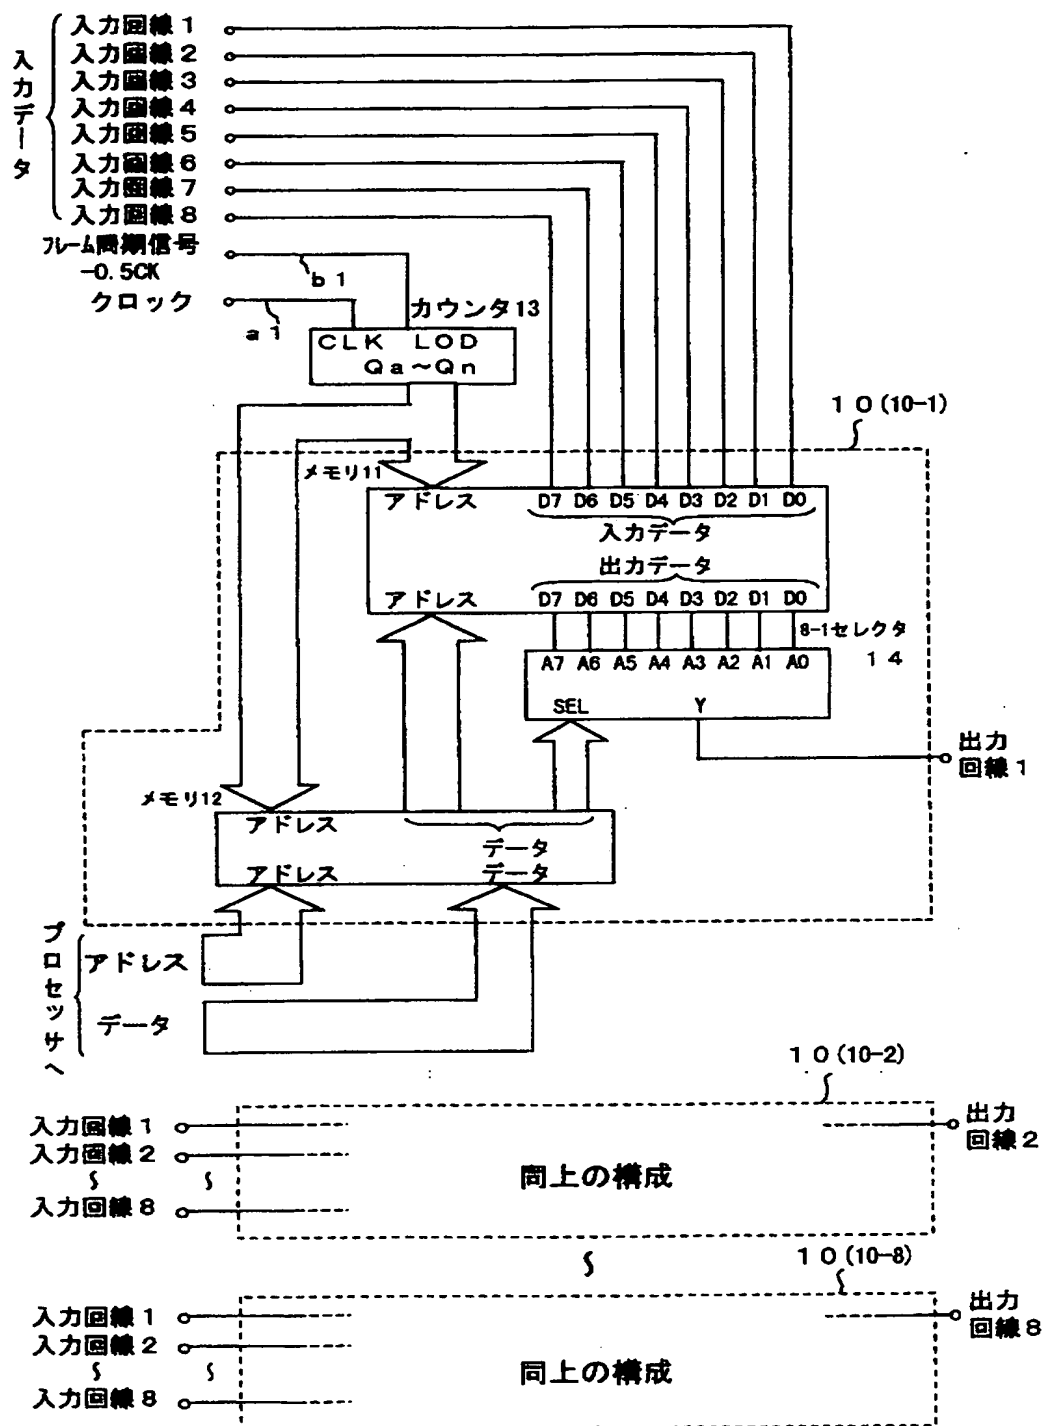 入力データ
入力回線1
入力回線2
入力回線3
入力回線4
入力回線5
入力回線6
入力回線7
入力回線8
フレーム同期信号
-0.5CK
b1
クロック
a1
カウンタ13
CLK LOD
Qa~Qn
10(10-1)
メモリ11
アドレス D7 D6 D5 D4 D3 D2 D1 D0
入力データ
出力データ
アドレス D7 D6 D5 D4 D3 D2 D1 D0
8-1セレクタ
14
A7 A6 A5 A4 A3 A2 A1 A0
SEL Y
出力
回線1
メモリ12
アドレス
データ
アドレス データ
プロセッサへ
アドレス
データ
10(10-2)
入力回線1
入力回線2
入力回線8
同上の構成
出力
回線2
10(10-8)
入力回線1
入力回線2
入力回線8
同上の構成
出力
回線8